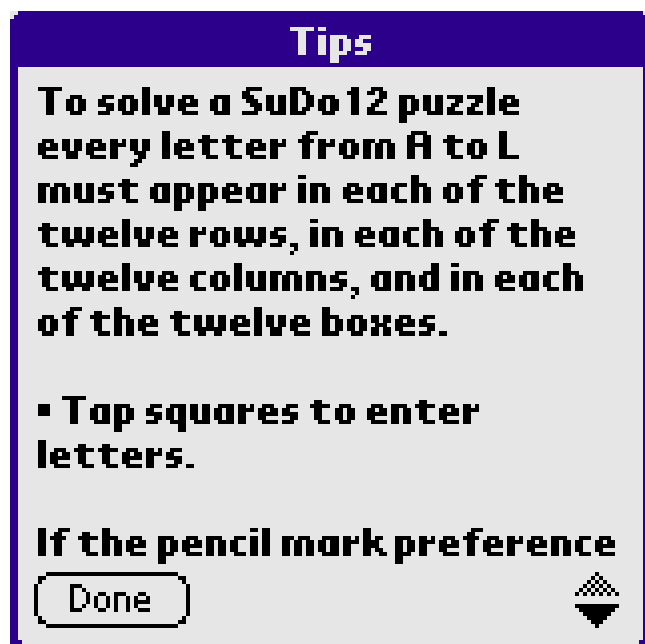 Tips
To solve a SuDo12 puzzle
every letter from A to L
must appear in each of the
twelve rows, in each of the
twelve columns, and in each
of the twelve boxes.
▪ Tap squares to enter
letters.
If the pencil mark preference
Done